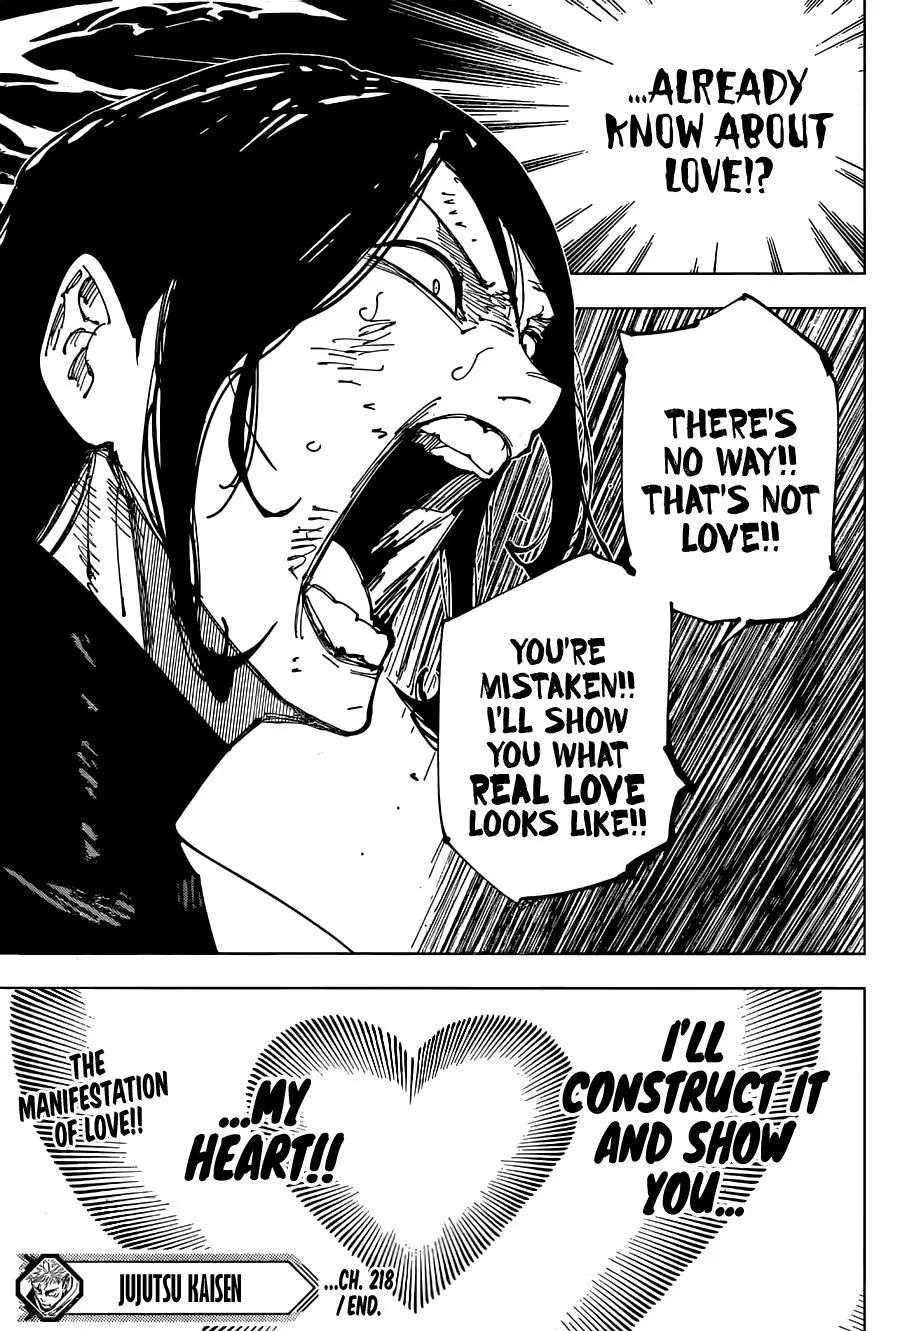 ...ALREADY
KNOW ABOUT
LOVE!?
THERE'S
NO WAY!!
THAT'S NOT
LOVE!!
YOU'RE
MISTAKEN!!
I'LL SHOW
YOU WHAT
REAL LOVE
LOOKS LIKE!!
I'LL
CONSTRUCT IT
AND SHOW
YOU...
...MY
HEART!!
THE
MANIFESTATION
OF LOVE!!
JUJUTSU KAISEN
...CH. 218
/ END.